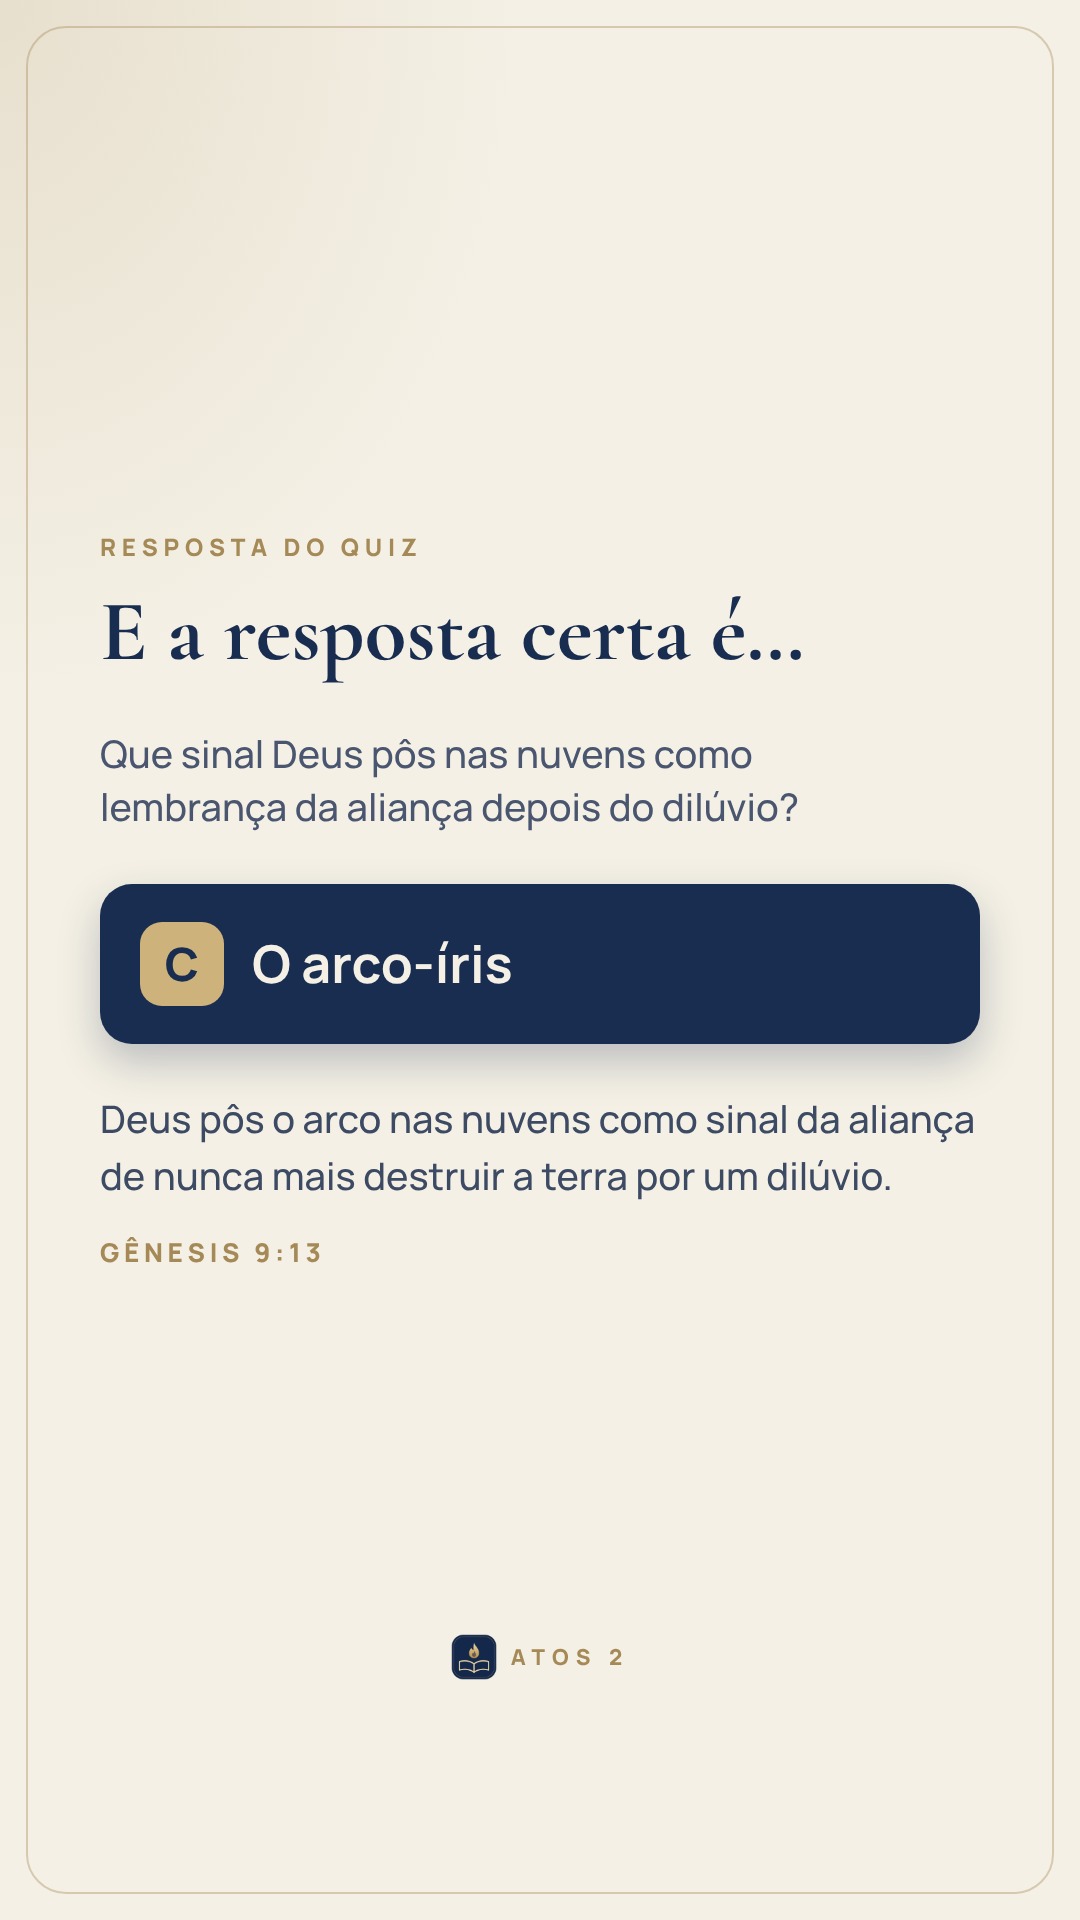 RESPOSTA DO QUIZ
E a resposta certa é...
Que sinal Deus pôs nas nuvens como
lembrança da aliança depois do dilúvio?
C O arco-íris
Deus pôs o arco nas nuvens como sinal da aliança
de nunca mais destruir a terra por um dilúvio.
GÊNESIS 9:13
ATOS 2